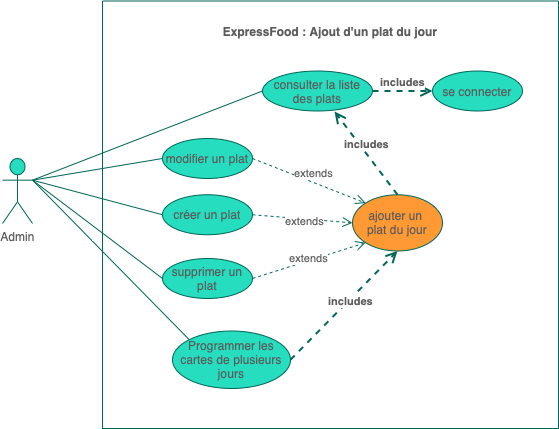 ExpressFood : Ajout d'un plat du jour
consulter la liste
des plats
includes
se connecter
includes
modifier un plat
extends
créer un plat
extends
ajouter un
plat du jour
Admin
extends
supprimer un
plat
includes
Programmer les
cartes de plusieurs
jours